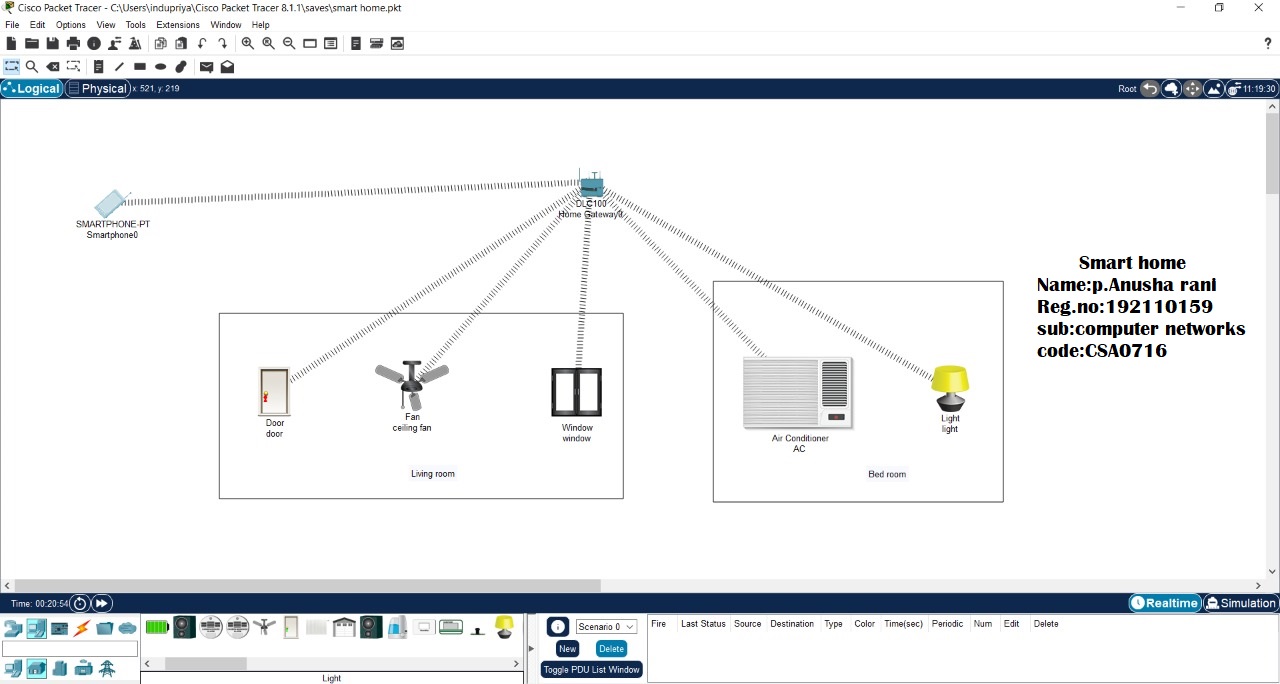 Cisco Packet Tracer - C:\Users\indupriya\Cisco Packet Tracer 8.1.1\saves\smart home.pkt
File Edit Options View Tools Extensions Window Help
Logical Physical x: 521, y: 219 Root 11:19:30
SMARTPHONE-PT
Smartphone0
DLC100
Home Gateway0
Door
door
Fan
ceiling fan
Window
window
Living room
Air Conditioner
AC
Light
light
Bed room
Smart home
Name:p.Anusha rani
Reg.no:192110159
sub:computer networks
code:CSA0716
Time: 00:20:54 Realtime Simulation
Scenario 0
New Delete
Toggle PDU List Window
Fire Last Status Source Destination Type Color Time(sec) Periodic Num Edit Delete
Light